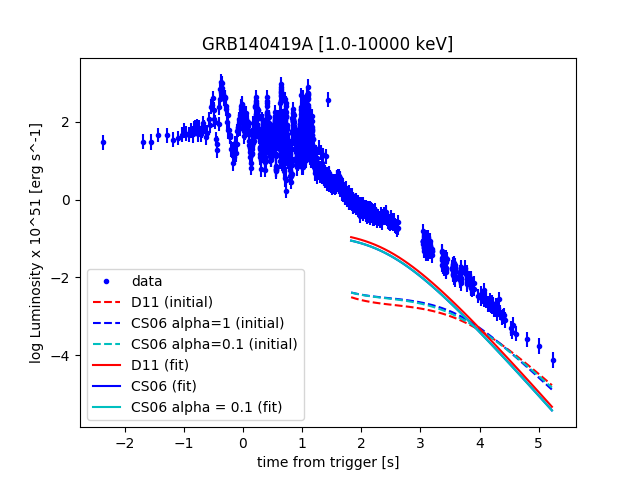 GRB140419A [1.0-10000 keV]
log Luminosity x 10^51 [erg s^-1]
2
0
−2
−4
data
D11 (initial)
CS06 alpha=1 (initial)
CS06 alpha=0.1 (initial)
D11 (fit)
CS06 (fit)
CS06 alpha = 0.1 (fit)
−2 −1 0 1 2 3 4 5
time from trigger [s]